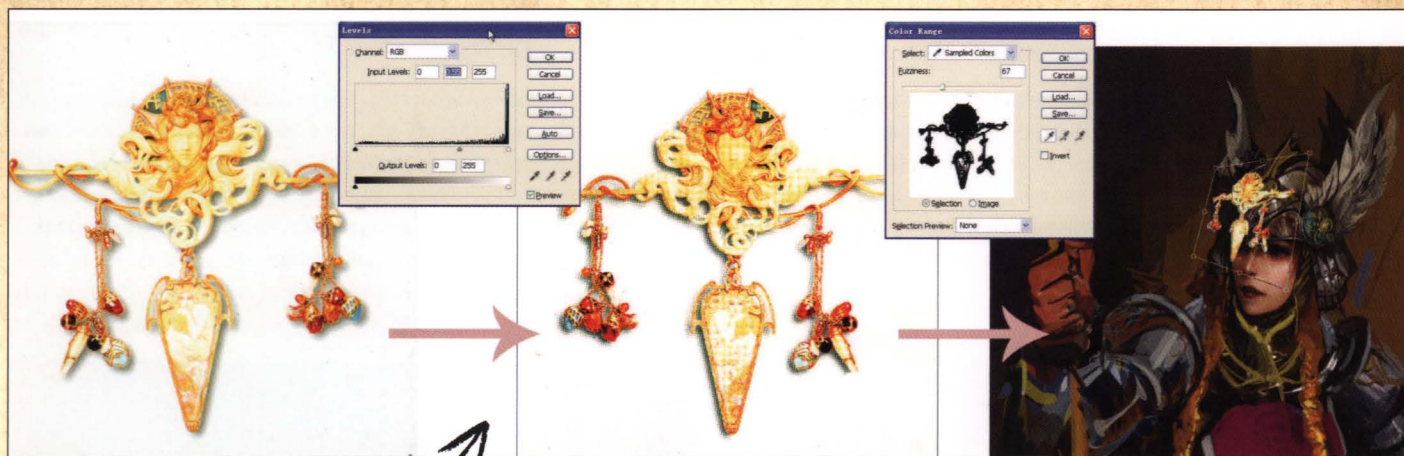 Levels
Channel: RGB
Input Levels: 0 255
Output Levels: 0 255
OK
Cancel
Load...
Save...
Auto
Options...
Preview
Color Range
Select: Sampled Colors
Fuzziness: 67
Selection Image
Selection Preview: None
OK
Cancel
Load...
Save...
Invert